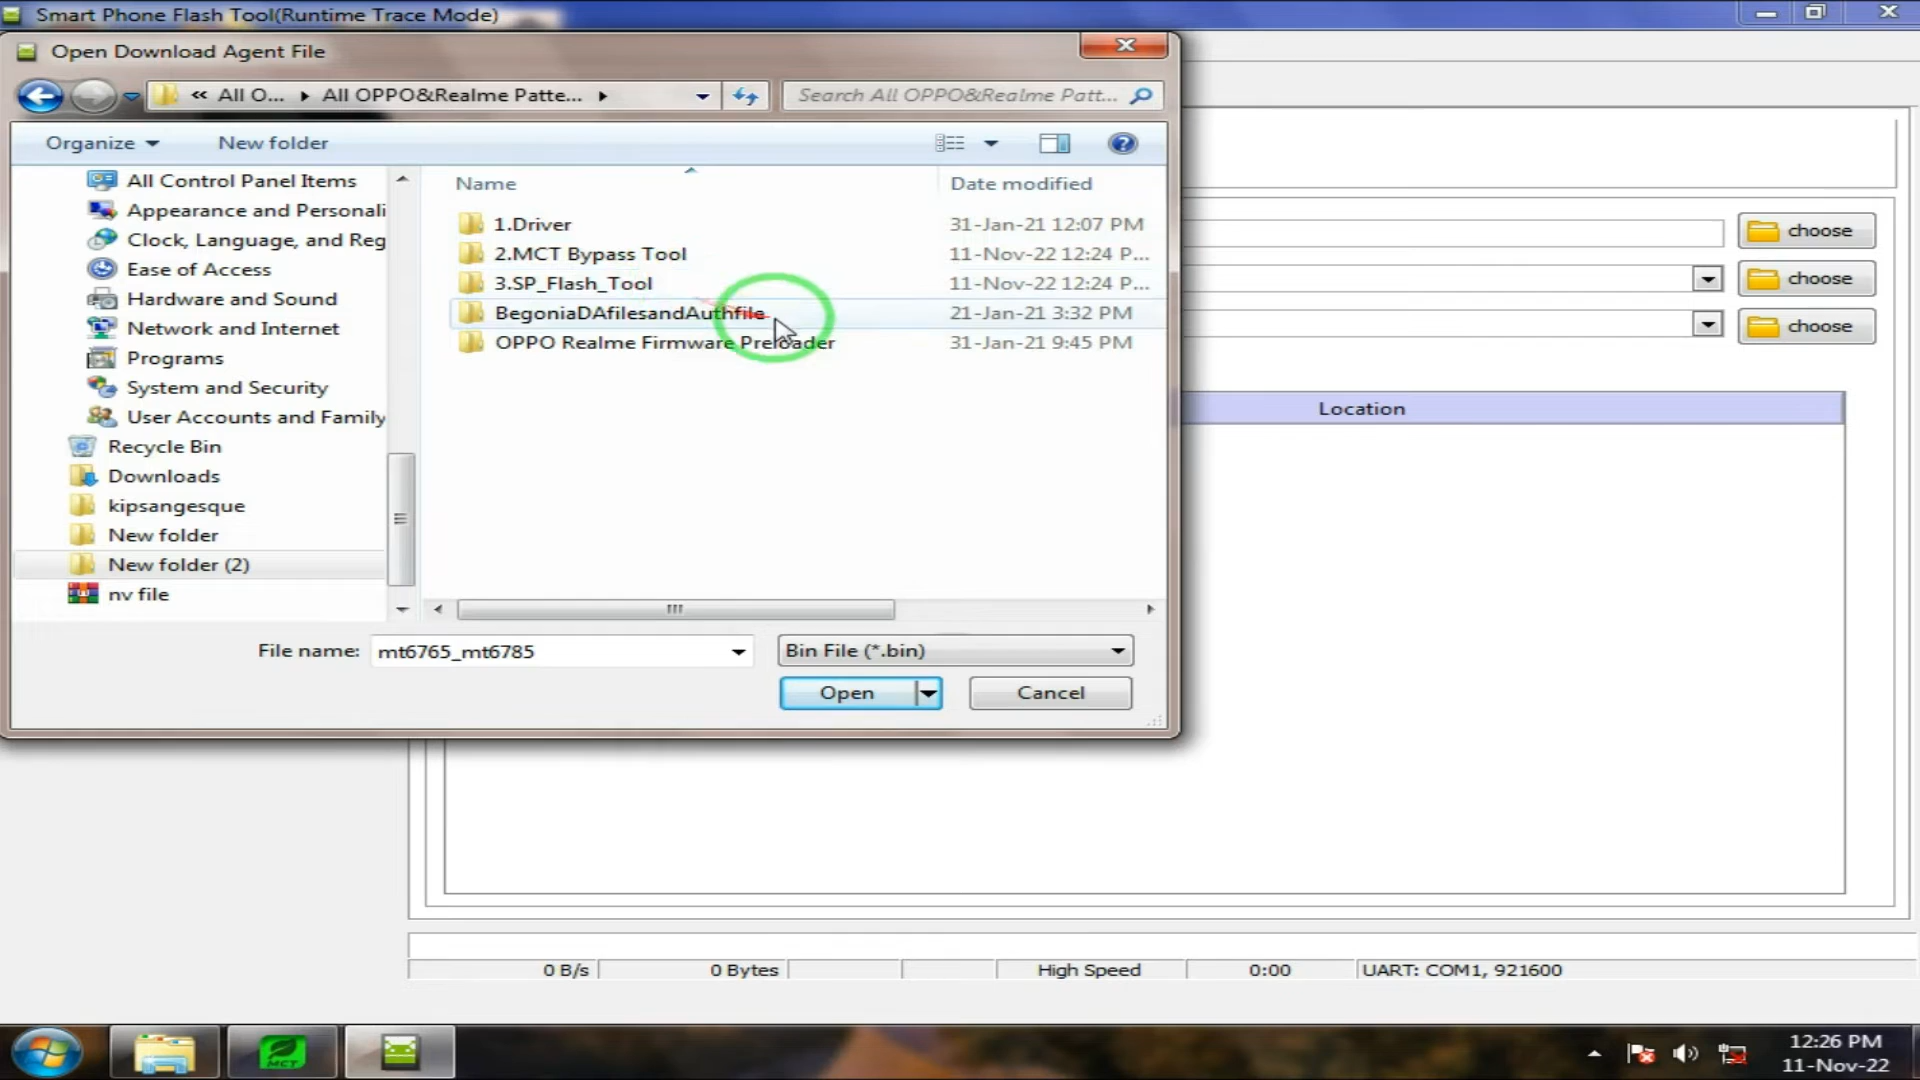 Smart Phone Flash Tool(Runtime Trace Mode)
Open Download Agent File
« All O... ▸ All OPPO&Realme Patte... ▸
Search All OPPO&Realme Patt...
Organize
New folder
Name
Date modified
All Control Panel Items
Appearance and Personali
Clock, Language, and Reg
Ease of Access
Hardware and Sound
Network and Internet
Programs
System and Security
User Accounts and Family
Recycle Bin
Downloads
kipsangesque
New folder
New folder (2)
nv file
1.Driver 31-Jan-21 12:07 PM
2.MCT Bypass Tool 11-Nov-22 12:24 P...
3.SP_Flash_Tool 11-Nov-22 12:24 P...
BegoniaDAfilesandAuthfile 21-Jan-21 3:32 PM
OPPO Realme Firmware Preloader 31-Jan-21 9:45 PM
File name: mt6765_mt6785
Bin File (*.bin)
Open
Cancel
choose
choose
choose
Location
0 B/s 0 Bytes High Speed 0:00 UART: COM1, 921600
MCT
12:26 PM
11-Nov-22